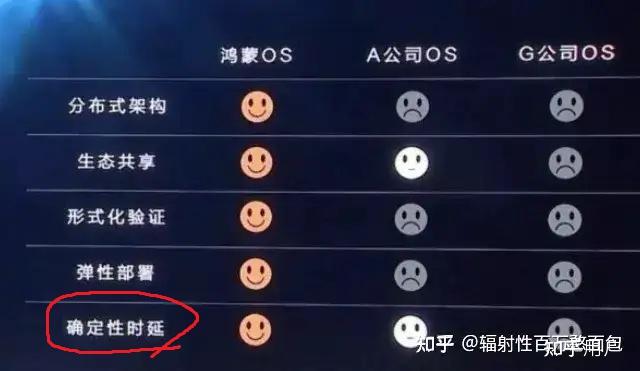 鸿蒙OS A公司OS G公司OS
分布式架构
生态共享
形式化验证
弹性部署
确定性时延
知乎 @辐射性百万憨面包
知乎用户